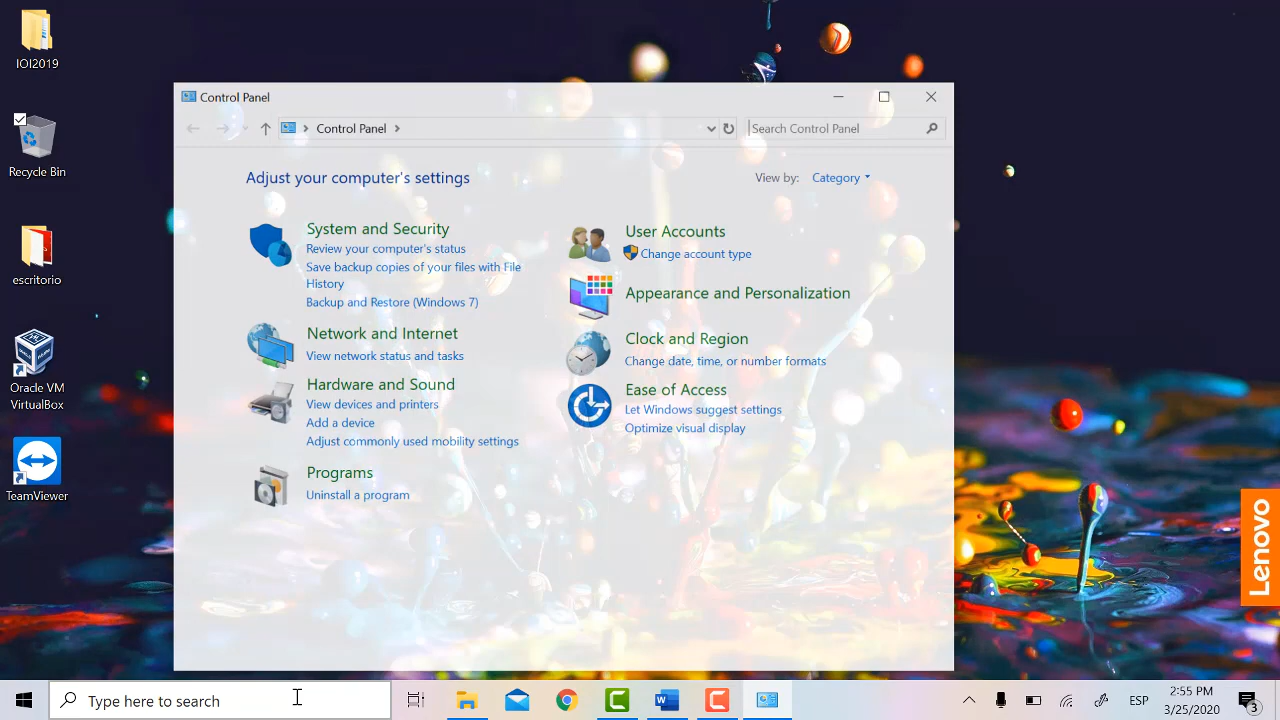 IOI2019
Recycle Bin
escritorio
Oracle VM
VirtualBox
TeamViewer
Control Panel
Control Panel
Search Control Panel
Adjust your computer's settings
View by: Category
System and Security
Review your computer's status
Save backup copies of your files with File
History
Backup and Restore (Windows 7)
Network and Internet
View network status and tasks
Hardware and Sound
View devices and printers
Add a device
Adjust commonly used mobility settings
Programs
Uninstall a program
User Accounts
Change account type
Appearance and Personalization
Clock and Region
Change date, time, or number formats
Ease of Access
Let Windows suggest settings
Optimize visual display
Lenovo
Type here to search
ESP
2:55 PM
3/25/2020
3